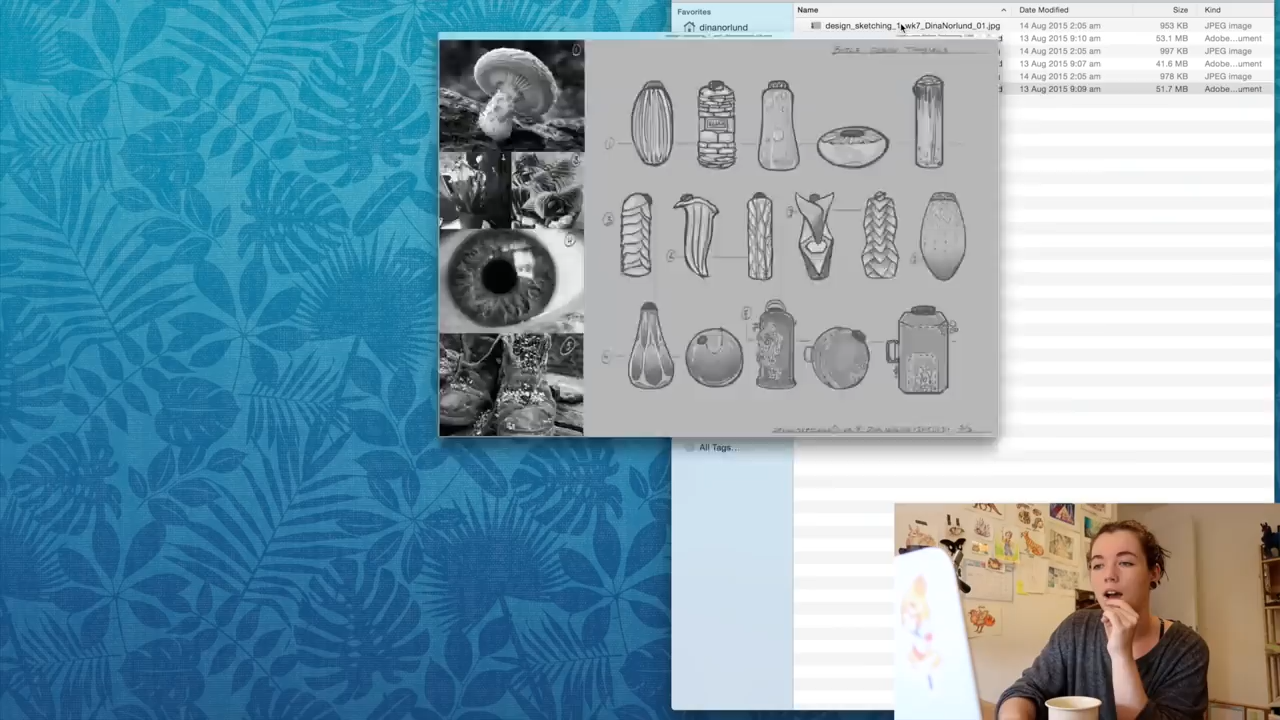 Favorites
dinanorlund
All Tags...
Name Date Modified Size Kind
design_sketching_1_wk7_DinaNorlund_01.jpg 14 Aug 2015 2:05 am 953 KB JPEG image
13 Aug 2015 9:10 am 53.1 MB Adobe...ument
14 Aug 2015 2:05 am 997 KB JPEG image
13 Aug 2015 9:07 am 41.6 MB Adobe...ument
14 Aug 2015 2:05 am 978 KB JPEG image
13 Aug 2015 9:09 am 51.7 MB Adobe...ument